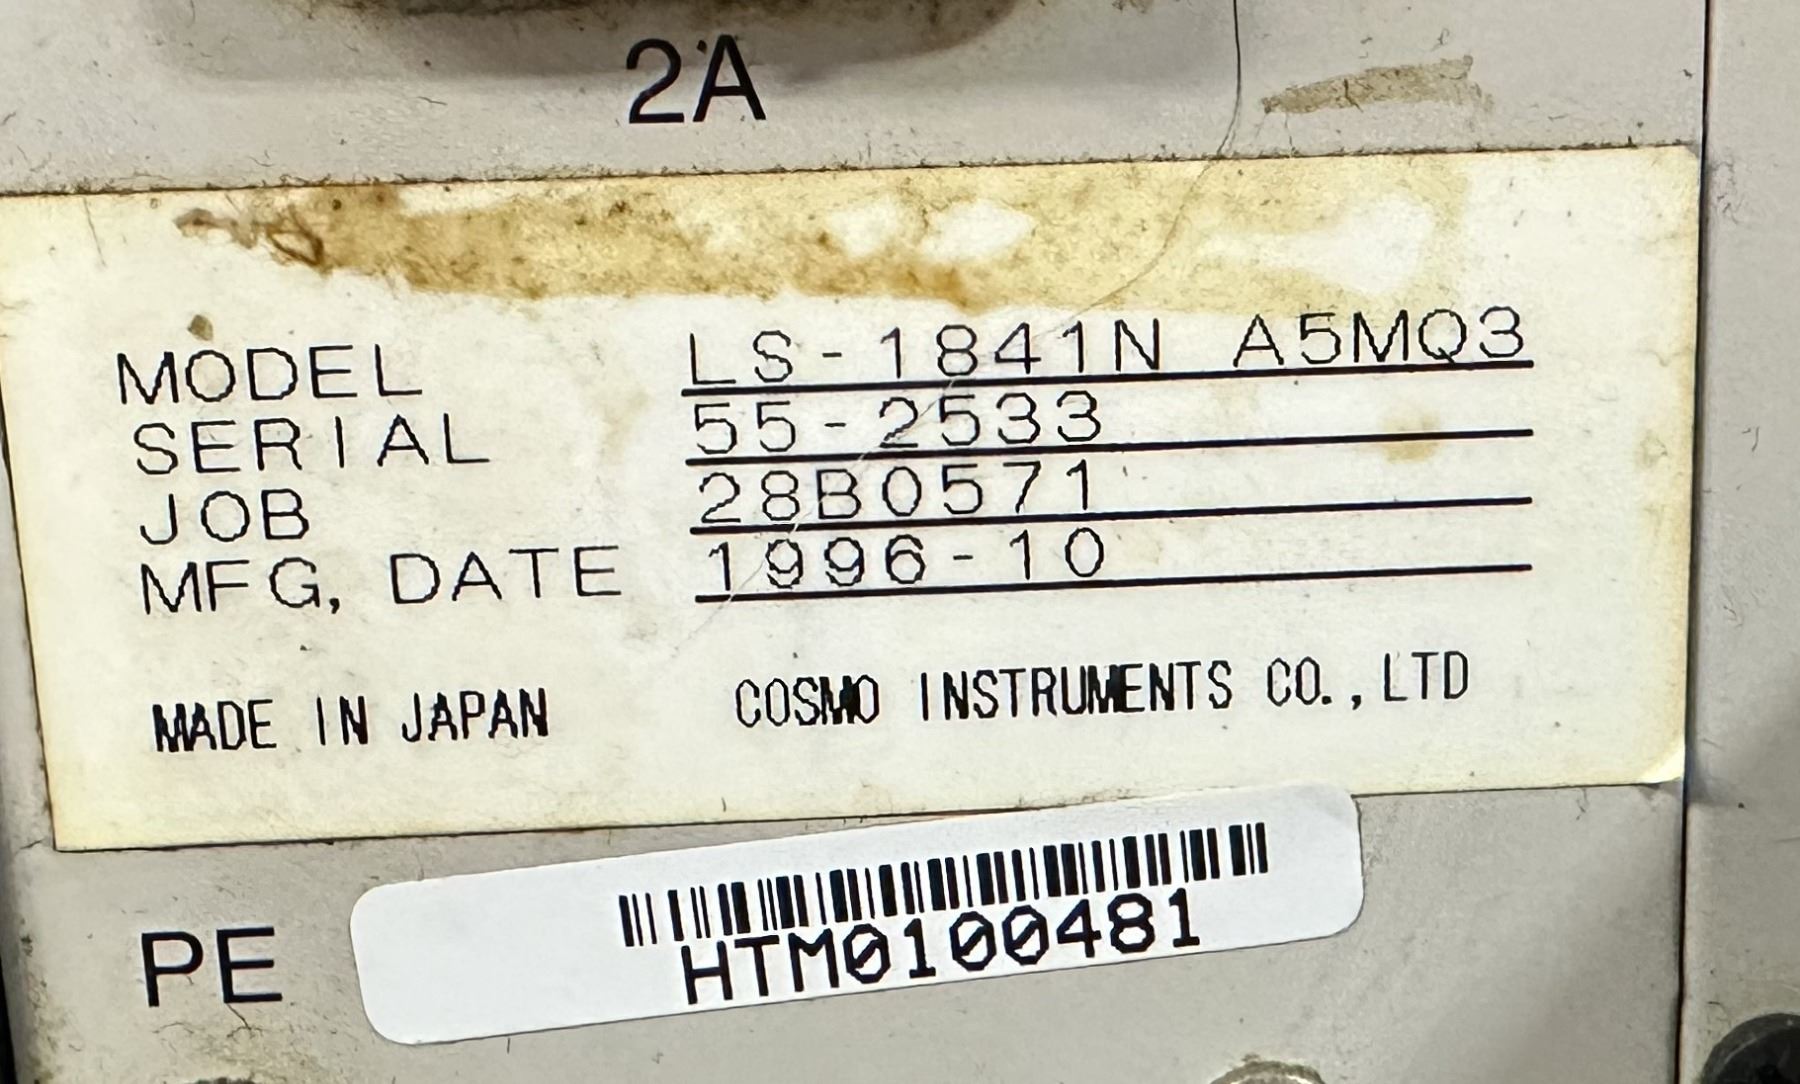 2A
MODEL LS-1841N A5MQ3
SERIAL 55-2533
JOB 28B0571
MFG, DATE 1996-10
MADE IN JAPAN COSMO INSTRUMENTS CO.,LTD
PE
HTM0100481